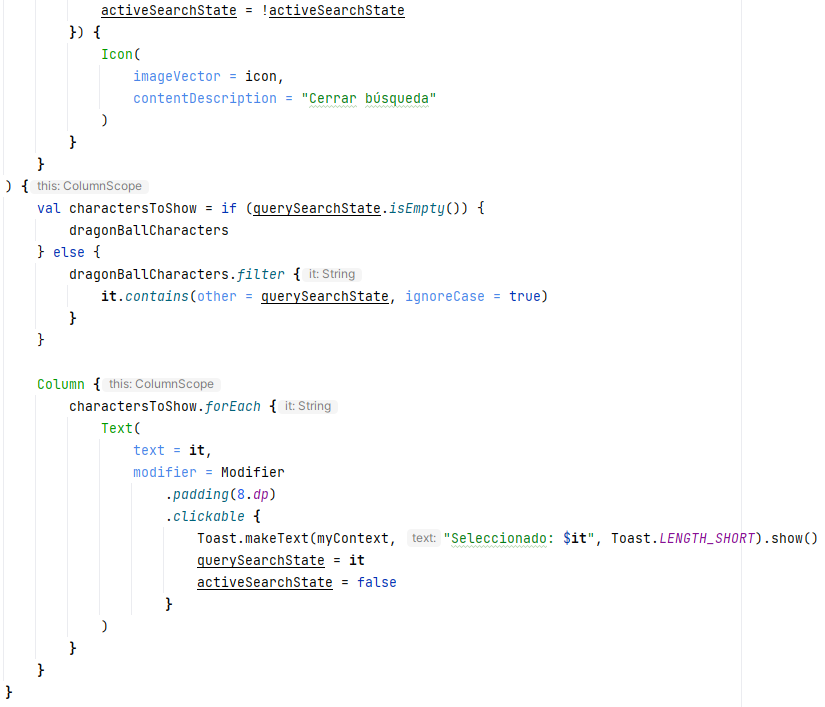 activeSearchState = !activeSearchState
        }) {
            Icon(
                imageVector = icon,
                contentDescription = "Cerrar búsqueda"
            )
        }
    }
) { this: ColumnScope
    val charactersToShow = if (querySearchState.isEmpty()) {
        dragonBallCharacters
    } else {
        dragonBallCharacters.filter { it: String
            it.contains(other = querySearchState, ignoreCase = true)
        }
    }

    Column { this: ColumnScope
        charactersToShow.forEach { it: String
            Text(
                text = it,
                modifier = Modifier
                    .padding(8.dp)
                    .clickable {
                        Toast.makeText(myContext, text: "Seleccionado: $it", Toast.LENGTH_SHORT).show()
                        querySearchState = it
                        activeSearchState = false
                    }
            )
        }
    }
}